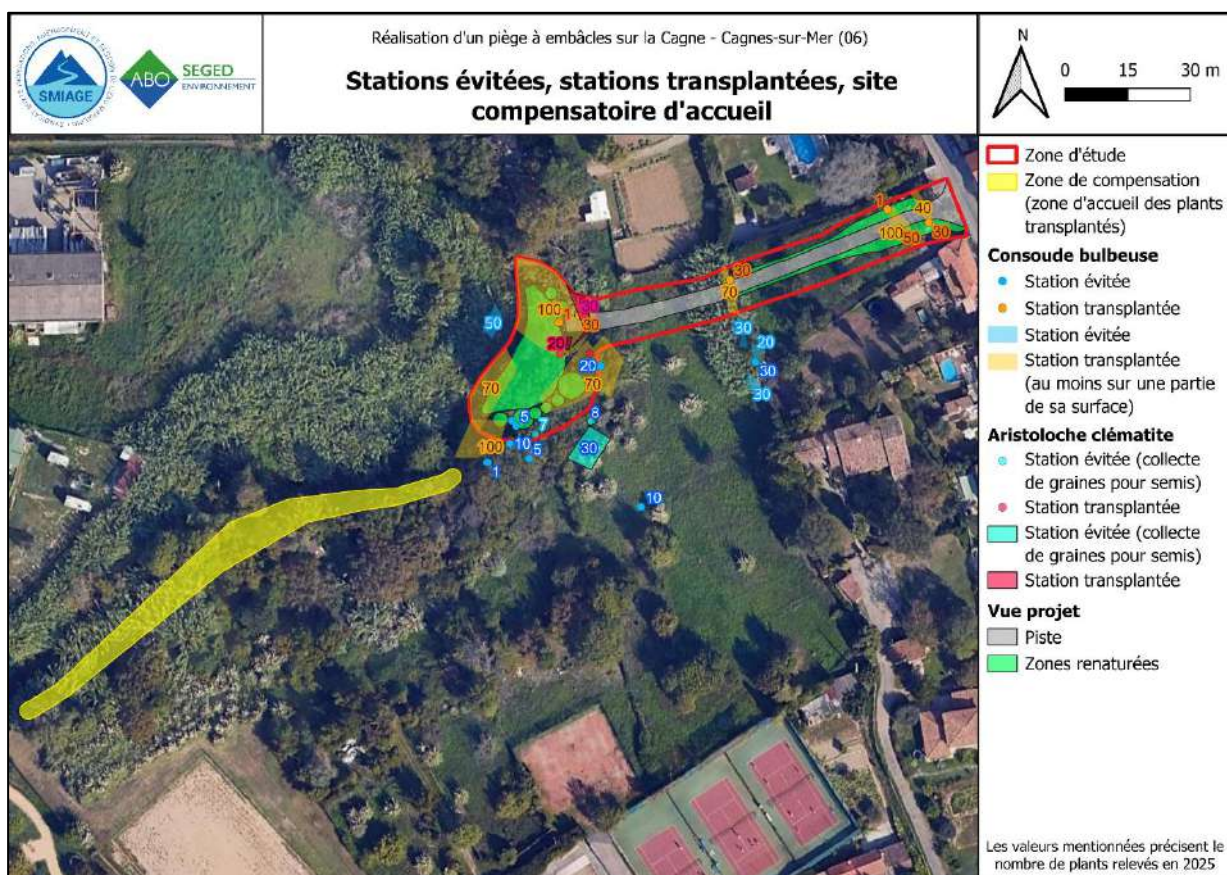 SMIAGE
ABO
SEGED
ENVIRONNEMENT
Réalisation d'un piège à embâcles sur la Cagne - Cagnes-sur-Mer (06)
Stations évitées, stations transplantées, site
compensatoire d'accueil
N
0 15 30 m
Zone d'étude
Zone de compensation
(zone d'accueil des plants
transplantés)
Consoude bulbeuse
Station évitée
Station transplantée
Station évitée
Station transplantée
(au moins sur une partie
de sa surface)
Aristoloche clématite
Station évitée (collecte
de graines pour semis)
Station transplantée
Station évitée (collecte
de graines pour semis)
Station transplantée
Vue projet
Piste
Zones renaturées
Les valeurs mentionnées précisent le
nombre de plants relevés en 2025
1
40
100
50
30
30
70
100
30
30
50
20
20
70
70
30
20
30
30
5
8
7
100
10
5
30
1
10